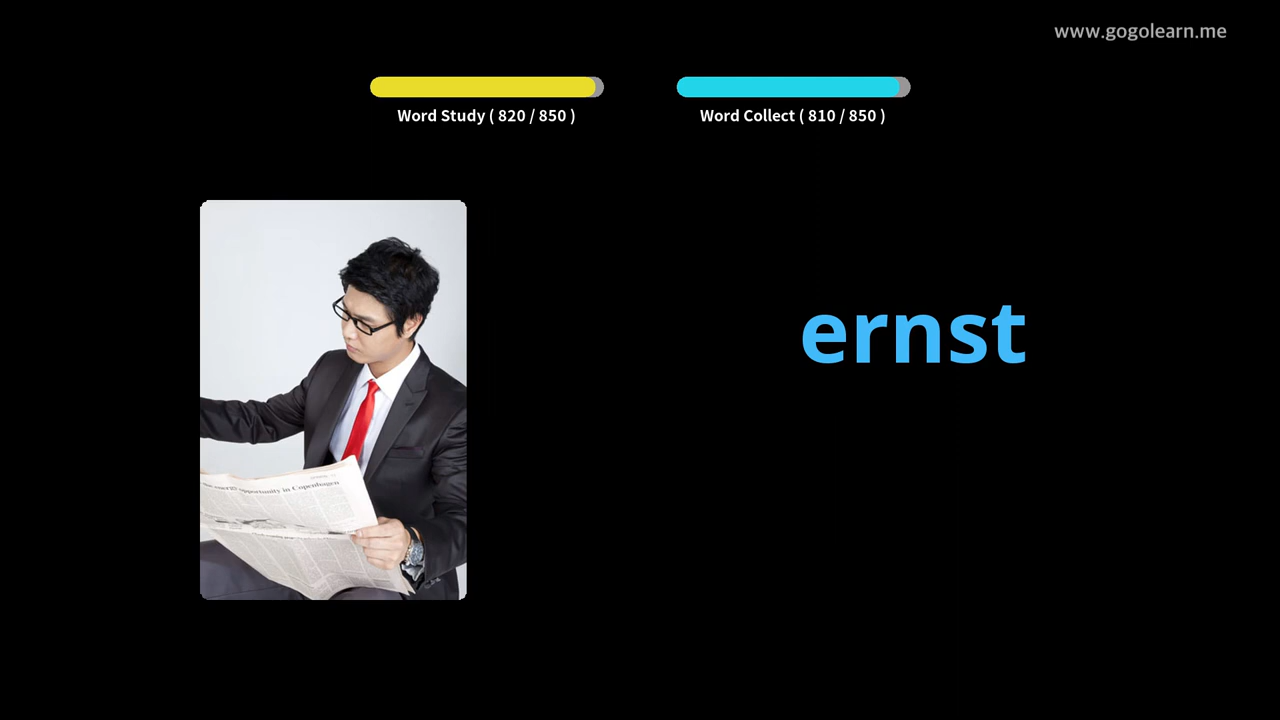 www.gogolearn.me
Word Study ( 820 / 850 )
Word Collect ( 810 / 850 )
ernst
opportunity in Copenhagen